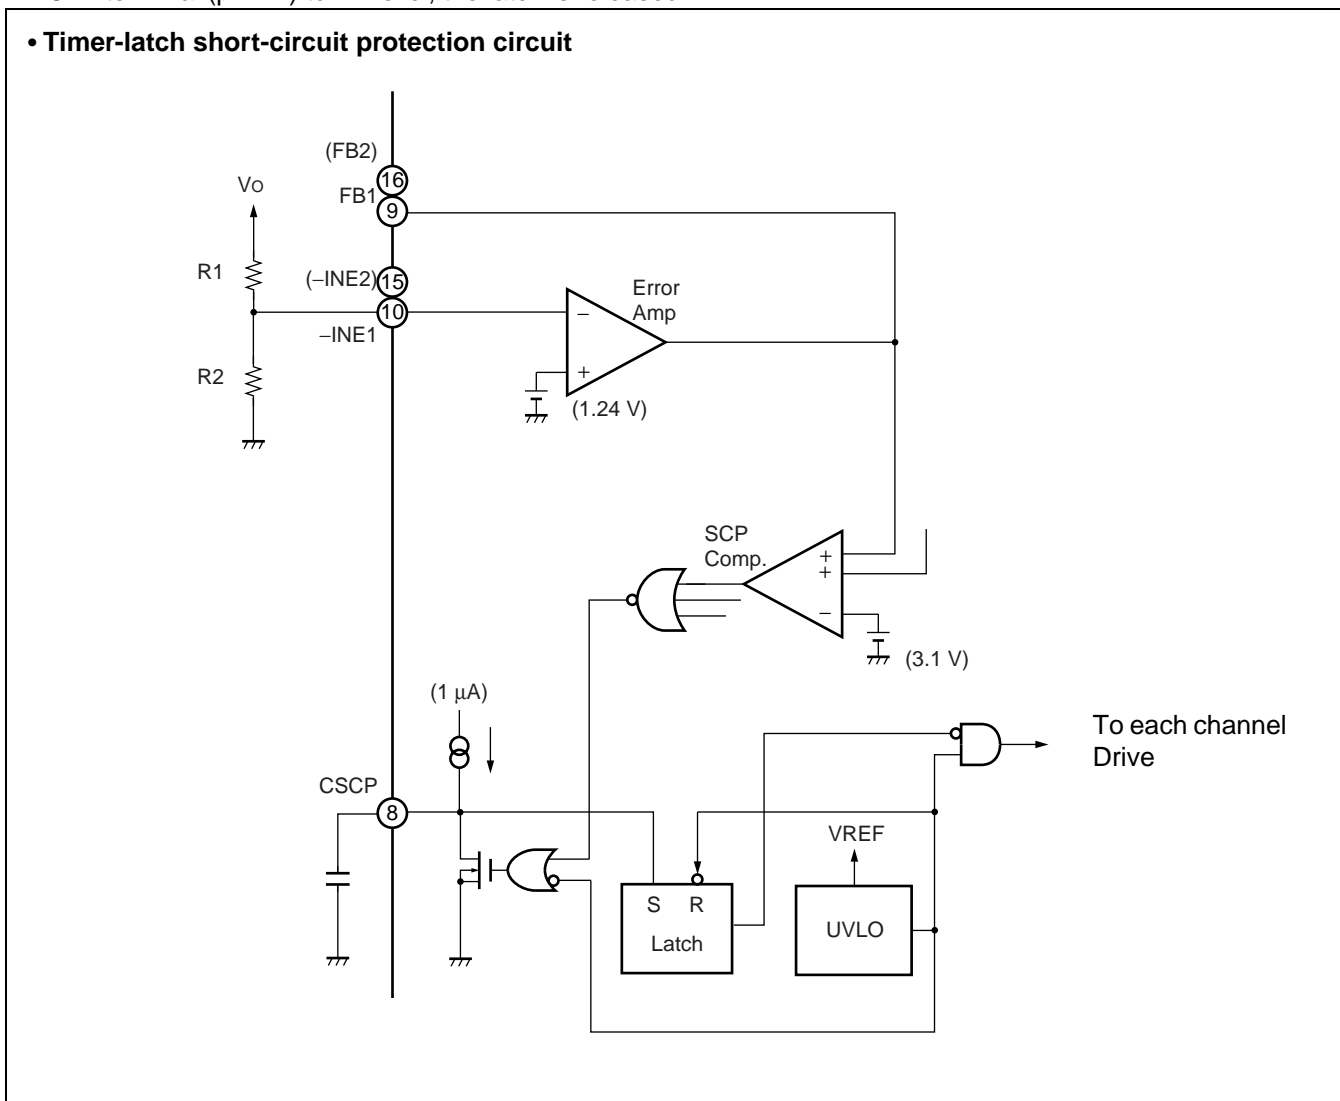 • Timer-latch short-circuit protection circuit
(FB2)
16
VO
FB1
9
R1
(−INE2)
15
10
−INE1
Error
Amp
−
+
R2
(1.24 V)
SCP
Comp.
+
+
−
(3.1 V)
(1 μA)
To each channel
Drive
CSCP
8
VREF
S R
Latch
UVLO